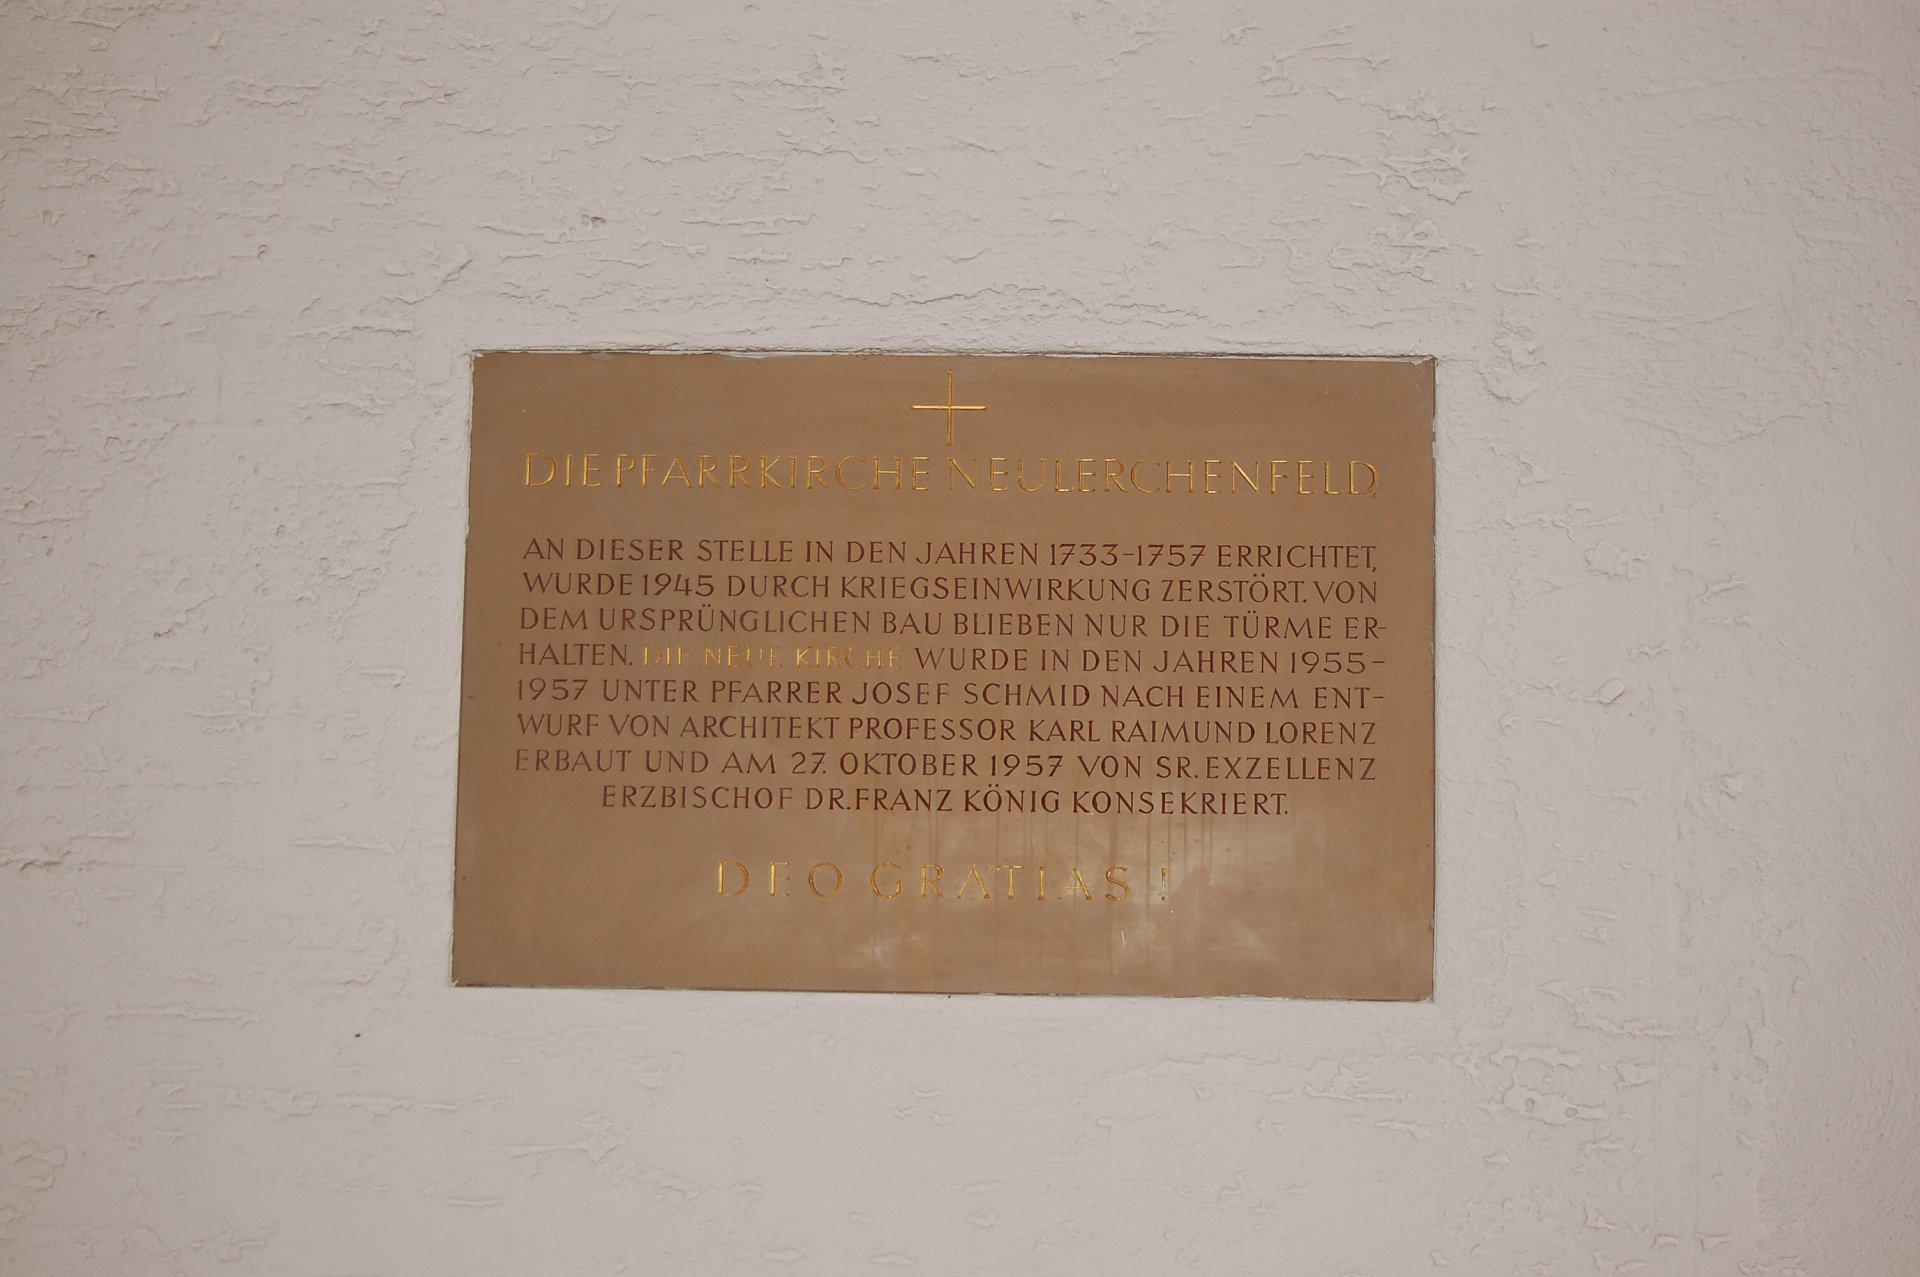 DIE PFARRKIRCHE NEULERCHENFELD,
AN DIESER STELLE IN DEN JAHREN 1733-1757 ERRICHTET,
WURDE 1945 DURCH KRIEGSEINWIRKUNG ZERSTÖRT. VON
DEM URSPRÜNGLICHEN BAU BLIEBEN NUR DIE TÜRME ER-
HALTEN. DIE NEUE KIRCHE WURDE IN DEN JAHREN 1955-
1957 UNTER PFARRER JOSEF SCHMID NACH EINEM ENT-
WURF VON ARCHITEKT PROFESSOR KARL RAIMUND LORENZ
ERBAUT UND AM 27. OKTOBER 1957 VON SR. EXZELLENZ
ERZBISCHOF DR. FRANZ KÖNIG KONSEKRIERT.
DEO GRATIAS!